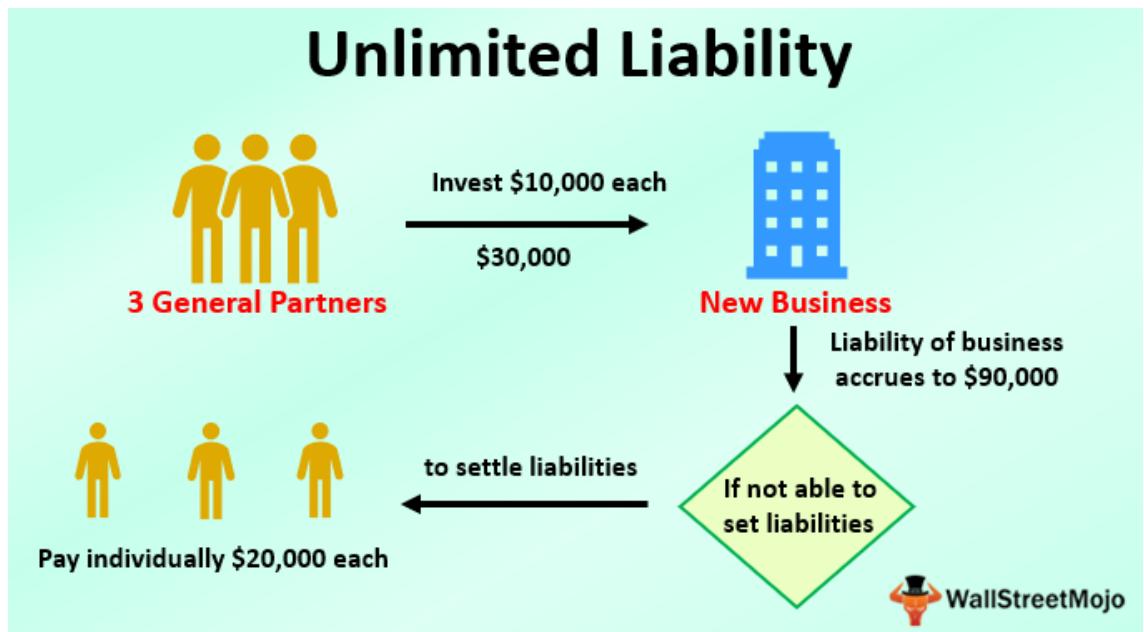 Unlimited Liability
Invest $10,000 each
$30,000
3 General Partners
New Business
Liability of business
accrues to $90,000
If not able to
set liabilities
to settle liabilities
Pay individually $20,000 each
WallStreetMojo